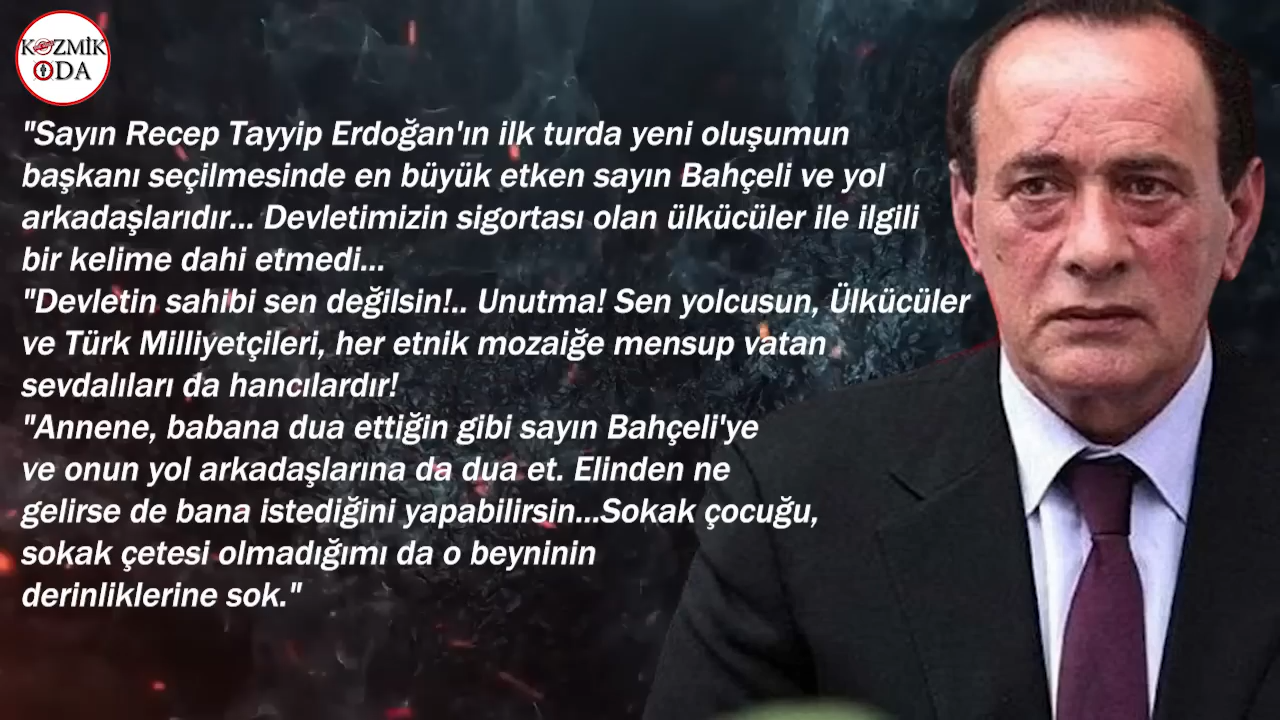 KOZMİK
ODA
"Sayın Recep Tayyip Erdoğan'ın ilk turda yeni oluşumun
başkanı seçilmesinde en büyük etken sayın Bahçeli ve yol
arkadaşlarıdır... Devletimizin sigortası olan ülkücüler ile ilgili
bir kelime dahi etmedi...
"Devletin sahibi sen değilsin!.. Unutma! Sen yolcusun, Ülkücüler
ve Türk Milliyetçileri, her etnik mozaiğe mensup vatan
sevdalıları da hancılardır!
"Annene, babana dua ettiğin gibi sayın Bahçeli'ye
ve onun yol arkadaşlarına da dua et. Elinden ne
gelirse de bana istediğini yapabilirsin...Sokak çocuğu,
sokak çetesi olmadığımı da o beyninin
derinliklerine sok."